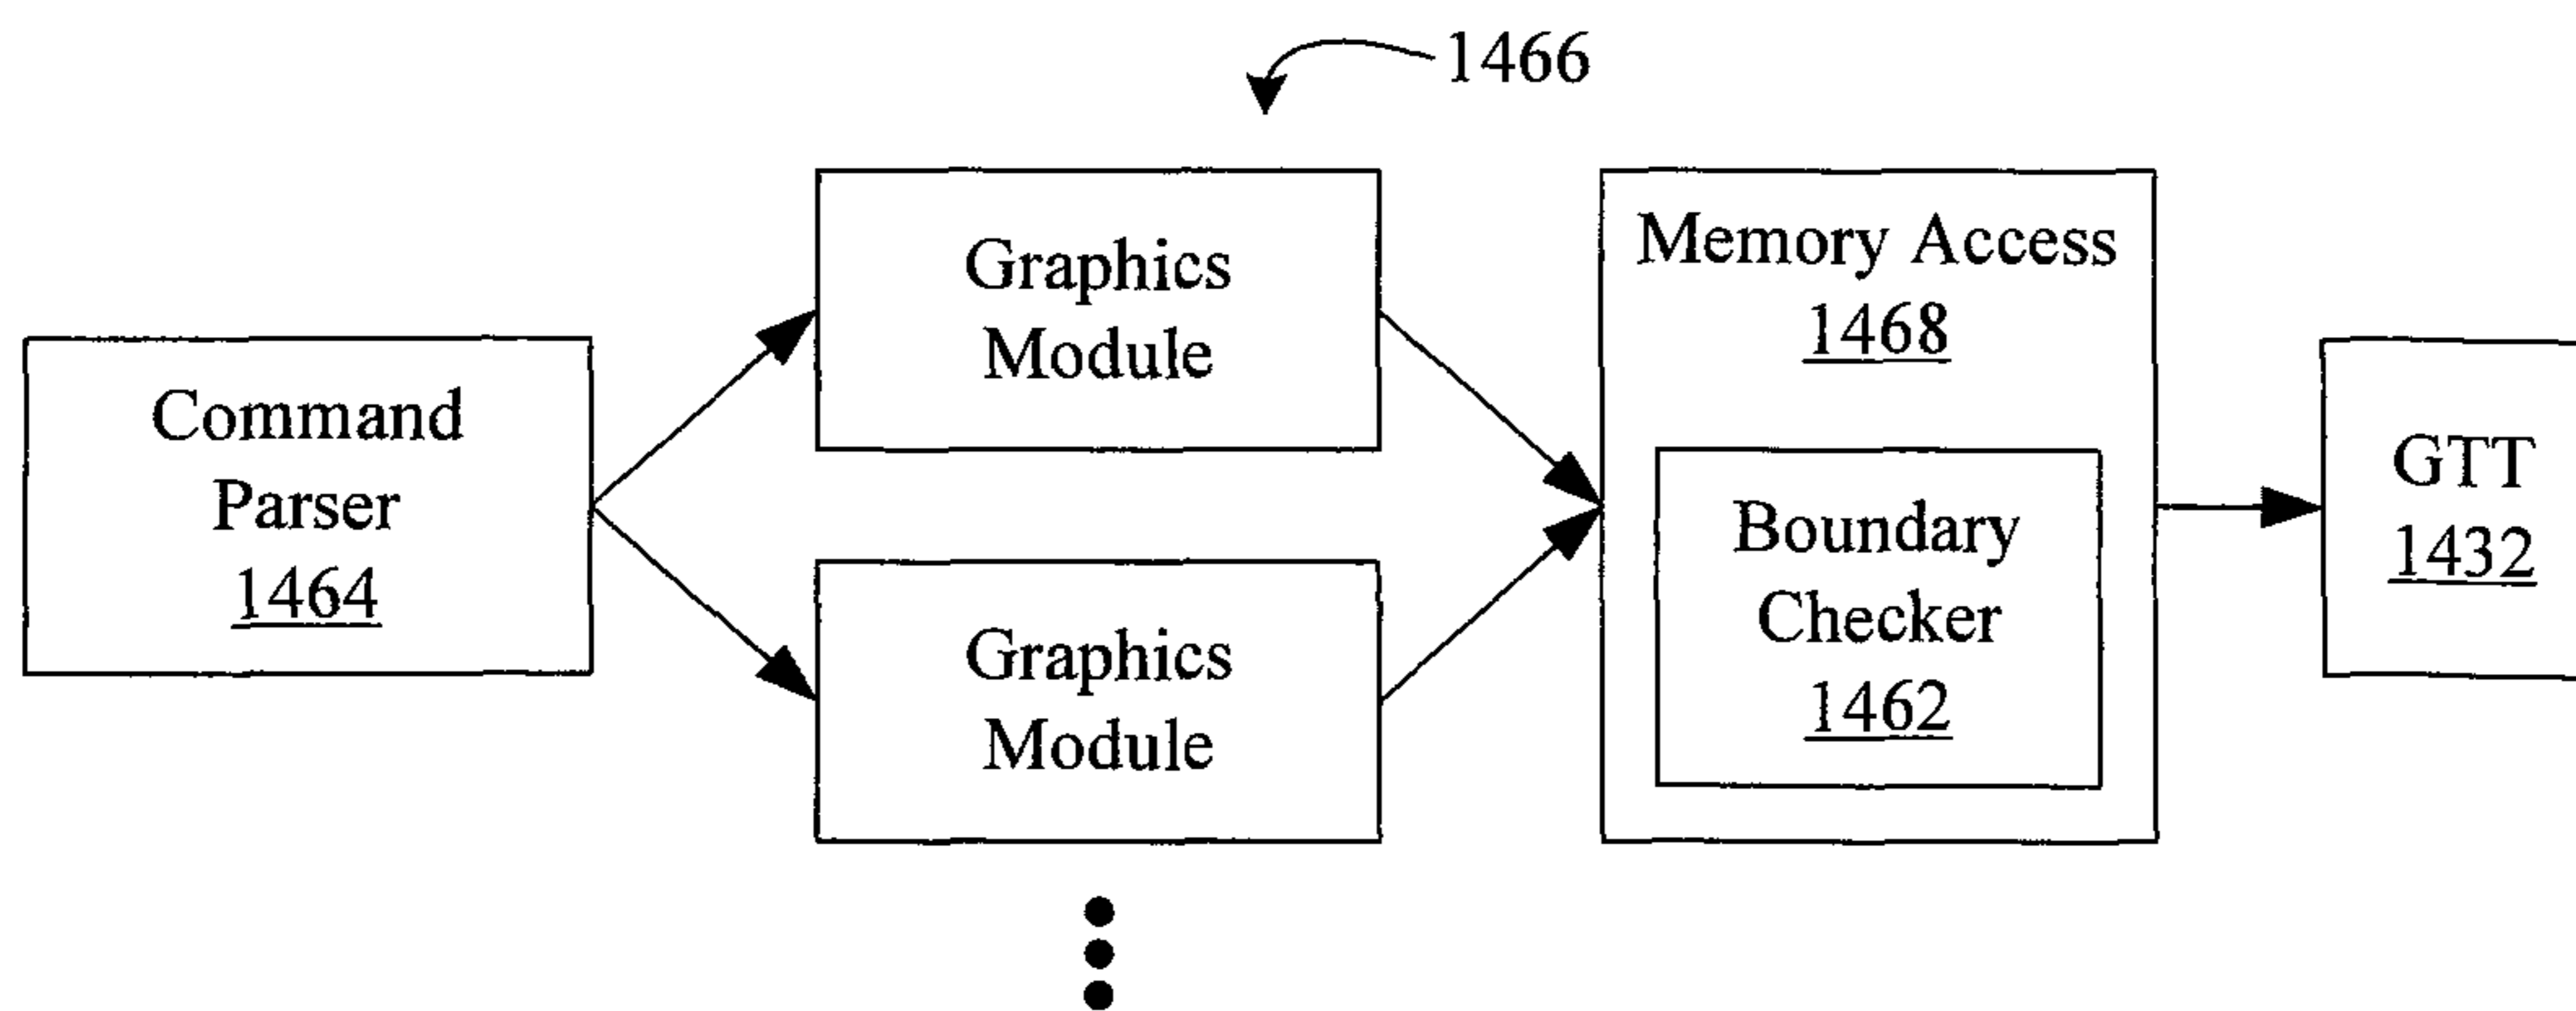 1466
Command
Parser
1464
Graphics
Module
Graphics
Module
Memory Access
1468
Boundary
Checker
1462
GTT
1432